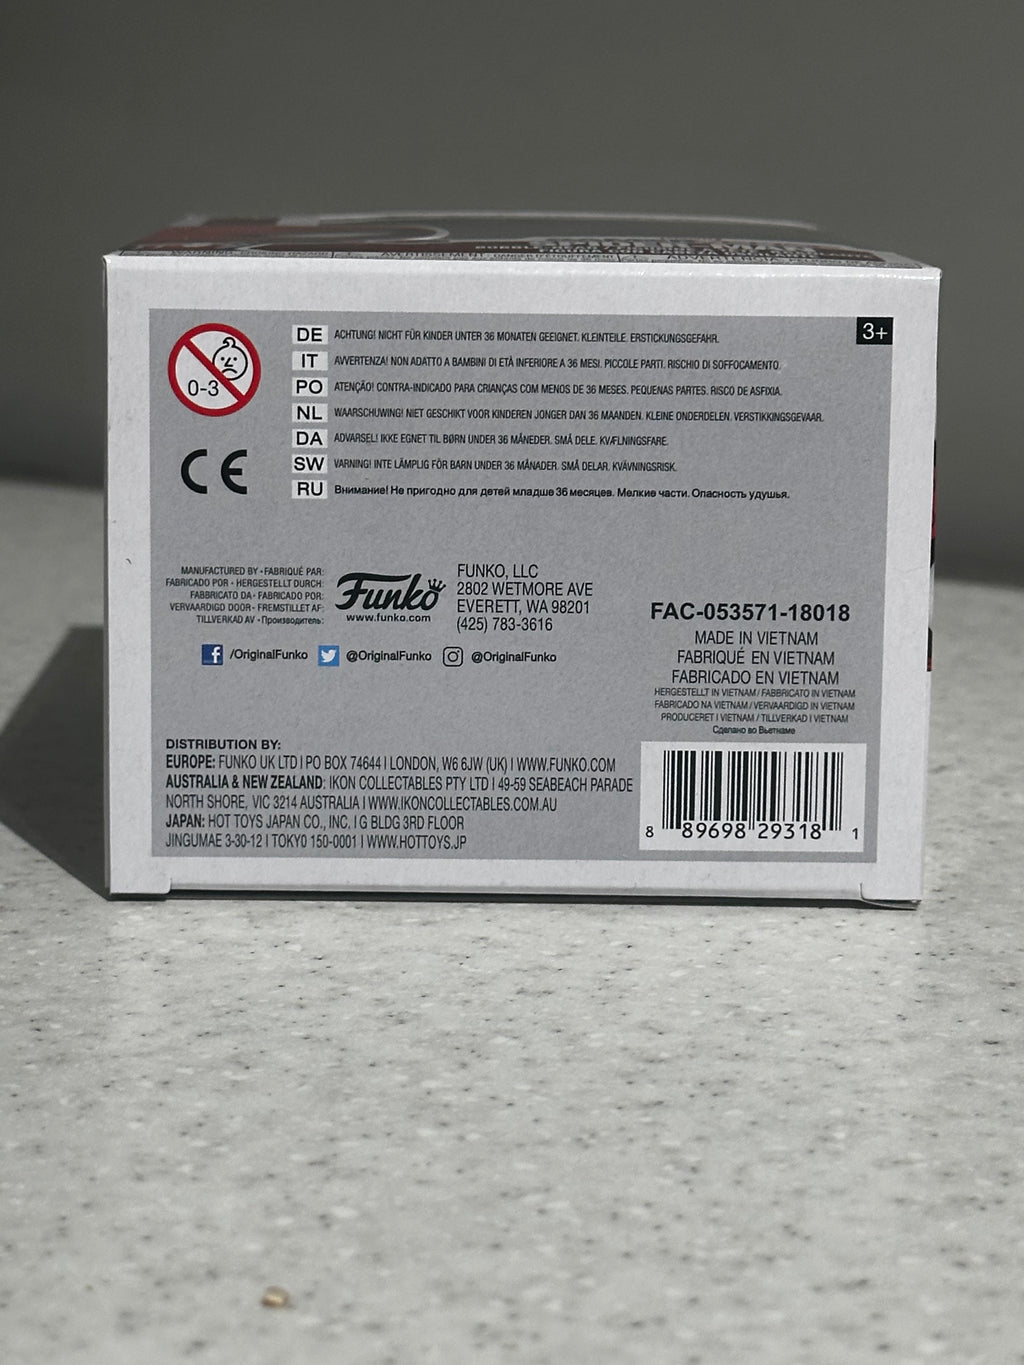 3+
0-3
DE ACHTUNG! NICHT FÜR KINDER UNTER 36 MONATEN GEEIGNET. KLEINTEILE. ERSTICKUNGSGEFAHR.
IT AVVERTENZA! NON ADATTO A BAMBINI DI ETÀ INFERIORE A 36 MESI. PICCOLE PARTI. RISCHIO DI SOFFOCAMENTO.
PO ATENÇÃO! CONTRA-INDICADO PARA CRIANÇAS COM MENOS DE 36 MESES. PEQUENAS PARTES. RISCO DE ASFIXIA.
NL WAARSCHUWING! NIET GESCHIKT VOOR KINDEREN JONGER DAN 36 MAANDEN. KLEINE ONDERDELEN. VERSTIKKINGSGEVAAR.
DA ADVARSEL! IKKE EGNET TIL BØRN UNDER 36 MÅNEDER. SMÅ DELE. KVÆLNINGSFARE.
SW VARNING! INTE LÄMPLIG FÖR BARN UNDER 36 MÅNADER. SMÅ DELAR. KVÄVNINGSRISK.
RU Внимание! Не пригодно для детей младше 36 месяцев. Мелкие части. Опасность удушья.
CE
MANUFACTURED BY • FABRIQUÉ PAR:
FABRICADO POR • HERGESTELLT DURCH:
FABBRICATO DA • FABRICADO POR:
VERVAARDIGD DOOR • FREMSTILLET AF:
TILLVERKAD AV • Производитель:
Funko
www.funko.com
FUNKO, LLC
2802 WETMORE AVE
EVERETT, WA 98201
(425) 783-3616
f /OriginalFunko @OriginalFunko @OriginalFunko
FAC-053571-18018
MADE IN VIETNAM
FABRIQUÉ EN VIETNAM
FABRICADO EN VIETNAM
HERGESTELLT IN VIETNAM / FABBRICATO IN VIETNAM
FABRICADO NA VIETNAM / VERVAARDIGD IN VIETNAM
PRODUCERET I VIETNAM / TILLVERKAD I VIETNAM
Сделано во Вьетнаме
DISTRIBUTION BY:
EUROPE: FUNKO UK LTD I PO BOX 74644 I LONDON, W6 6JW (UK) I WWW.FUNKO.COM
AUSTRALIA & NEW ZEALAND: IKON COLLECTABLES PTY LTD I 49-59 SEABEACH PARADE
NORTH SHORE, VIC 3214 AUSTRALIA I WWW.IKONCOLLECTABLES.COM.AU
JAPAN: HOT TOYS JAPAN CO., INC. I G BLDG 3RD FLOOR
JINGUMAE 3-30-12 I TOKYO 150-0001 I WWW.HOTTOYS.JP
8 89698 29318 1